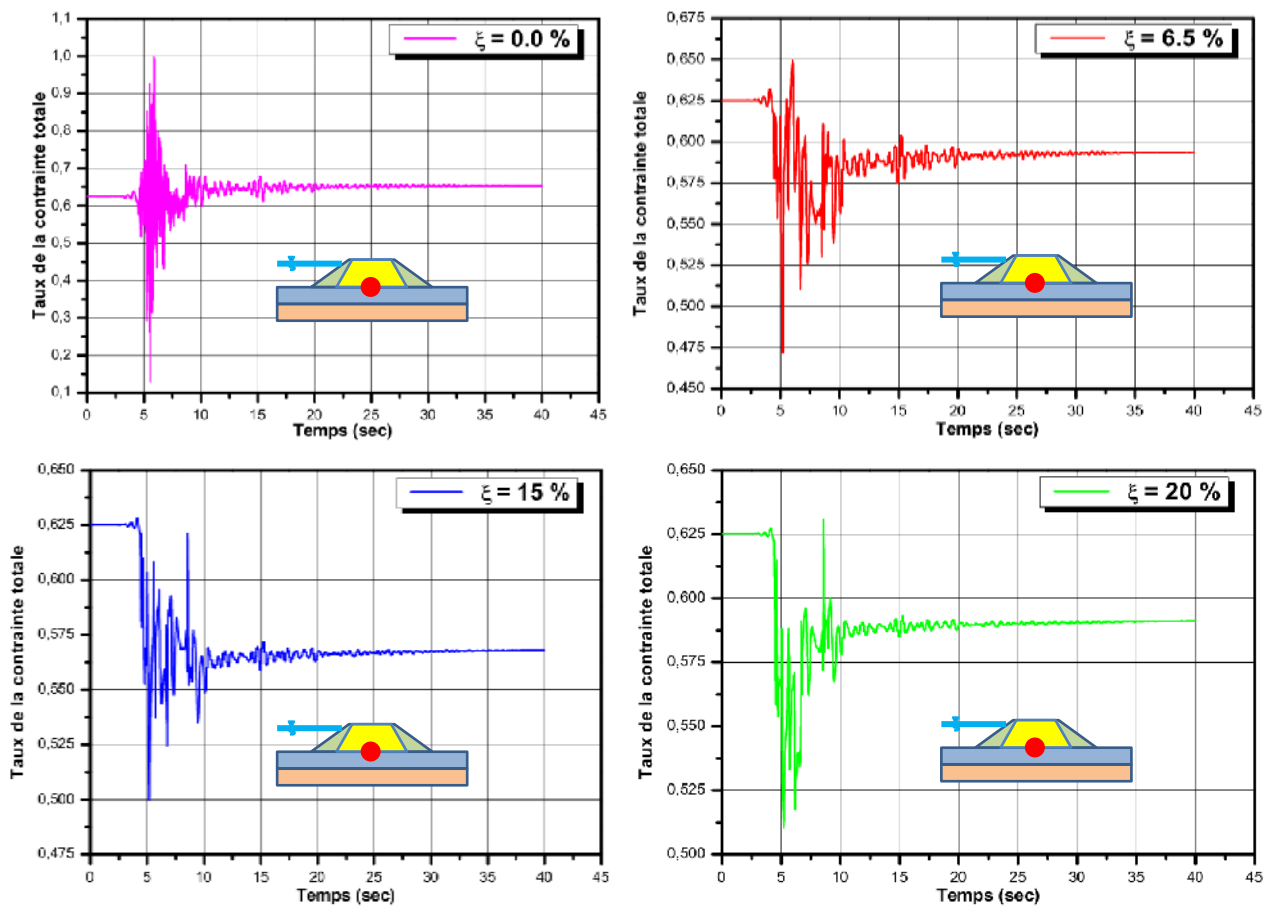 ξ = 0.0 %
Taux de la contrainte totale
1,1
1,0
0,9
0,8
0,7
0,6
0,5
0,4
0,3
0,2
0,1
0 5 10 15 20 25 30 35 40 45
Temps (sec)
ξ = 6.5 %
Taux de la contrainte totale
0,675
0,650
0,625
0,600
0,575
0,550
0,525
0,500
0,475
0,450
0 5 10 15 20 25 30 35 40 45
Temps (sec)
ξ = 15 %
Taux de la contrainte totale
0,650
0,625
0,600
0,575
0,550
0,525
0,500
0,475
0 5 10 15 20 25 30 35 40 45
Temps (sec)
ξ = 20 %
Taux de la contrainte totale
0,650
0,625
0,600
0,575
0,550
0,525
0,500
0 5 10 15 20 25 30 35 40 45
Temps (sec)